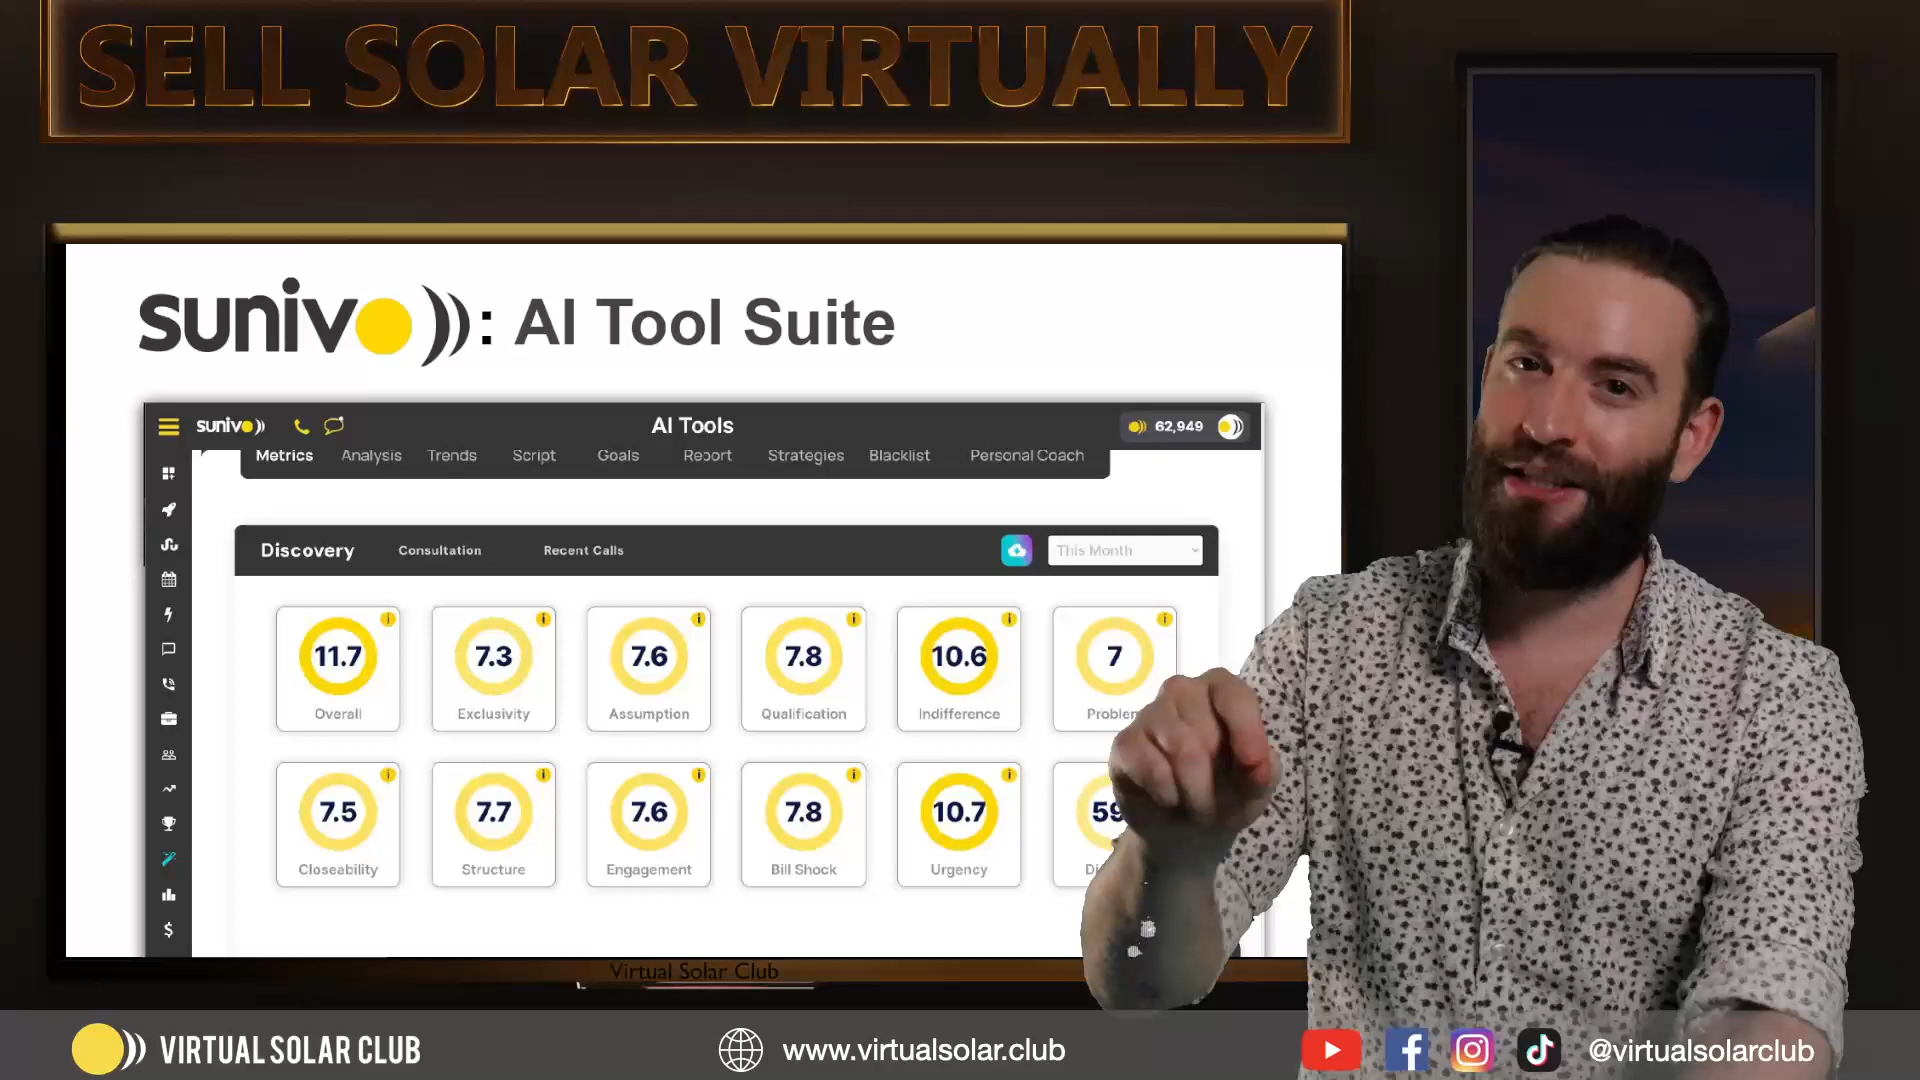 SELL SOLAR VIRTUALLY
sunivo : AI Tool Suite
sunivo AI Tools 62,949
Metrics Analysis Trends Script Goals Report Strategies Blacklist Personal Coach
Discovery Consultation Recent Calls This Month
11.7 7.3 7.6 7.8 10.6 7
Overall Exclusivity Assumption Qualification Indifference Problem
7.5 7.7 7.6 7.8 10.7 59
Closeability Structure Engagement Bill Shock Urgency
Virtual Solar Club
VIRTUAL SOLAR CLUB www.virtualsolar.club @virtualsolarclub